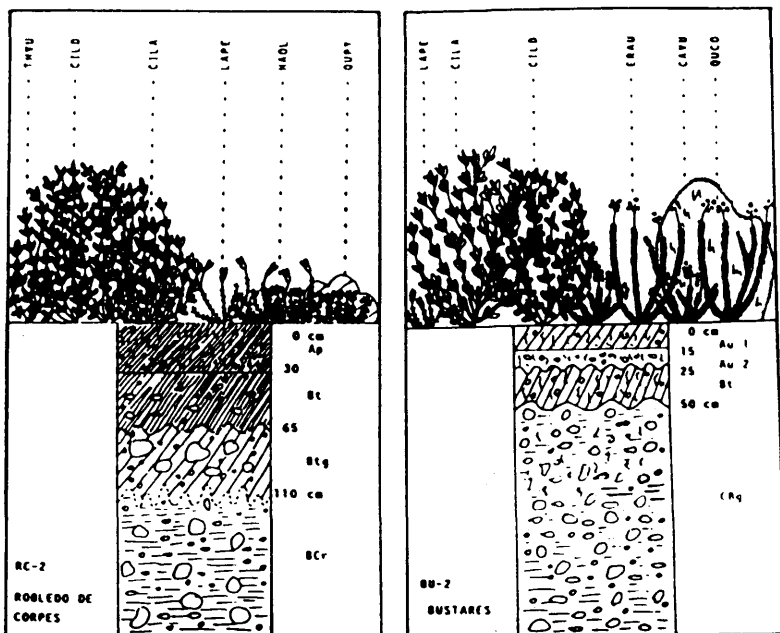 THVU
CILD
CILA
LAPE
HAOL
QUPY
0 cm
Ap
30
Bt
65
Btg
110 cm
BCr
RC-2
ROBLEDO DE
CORPES
LAPE
CILA
CILD
ERAU
CAVU
QUCO
0 cm
Au 1
15
Au 2
25
Bt
50 cm
CRg
BU-2
BUSTARES